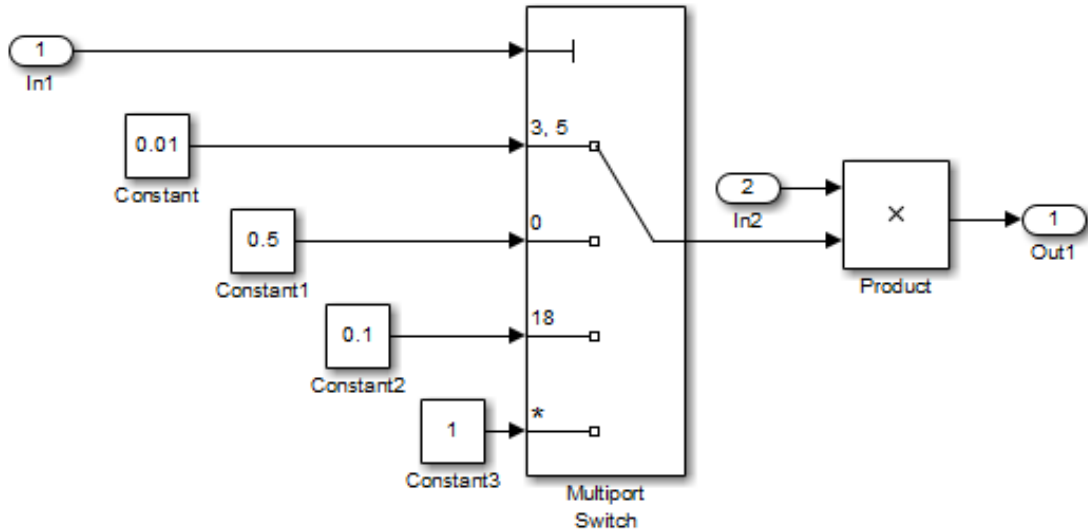 1
In1
3, 5
0.01
Constant
2
In2
×
1
Out1
0
0.5
Constant1
Product
18
0.1
Constant2
*
1
Constant3
Multiport
Switch